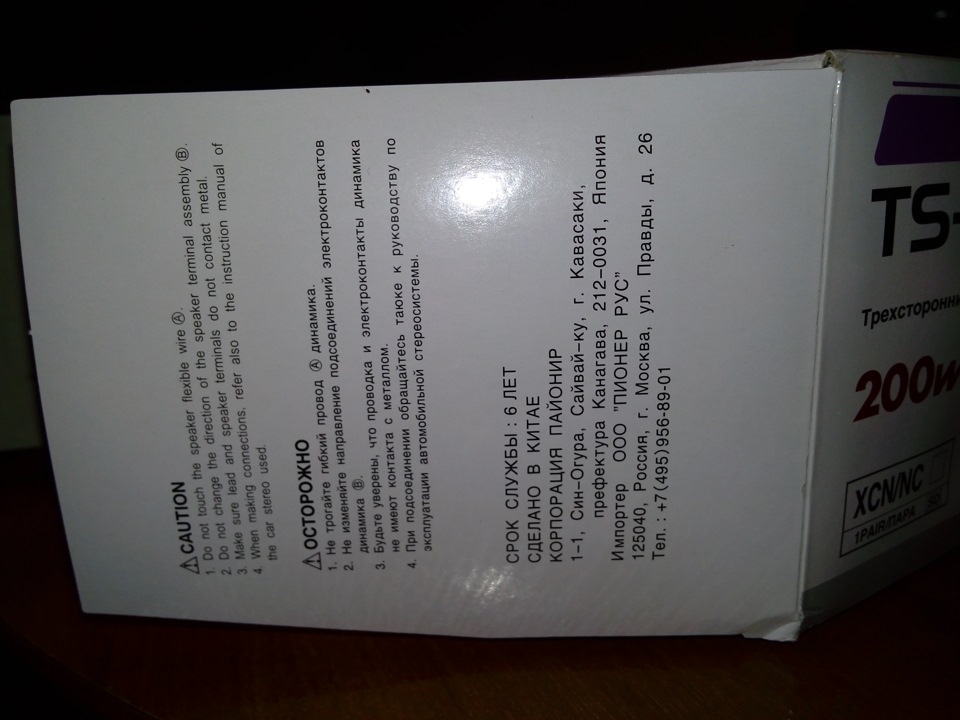 ⚠CAUTION
1. Do not touch the speaker flexible wire Ⓐ.
2. Do not change the direction of the speaker terminal assembly Ⓑ.
3. Make sure lead and speaker terminals do not contact metal.
4. When making connections, refer also to the instruction manual of
the car stereo used.
⚠ОСТОРОЖНО
1. Не трогайте гибкий провод Ⓐ динамика.
2. Не изменяйте направление подсоединений электроконтактов
динамика Ⓑ.
3. Будьте уверены, что проводка и электроконтакты динамика
не имеют контакта с металлом.
4. При подсоединении обращайтесь также к руководству по
эксплуатации автомобильной стереосистемы.
СРОК СЛУЖБЫ : 6 ЛЕТ
СДЕЛАНО В КИТАЕ
КОРПОРАЦИЯ ПАЙОНИР
1-1, Син-Огура, Сайвай-ку, г. Кавасаки,
префектура Канагава, 212-0031, Япония
Импортер ООО "ПИОНЕР РУС"
125040, Россия, г. Москва, ул. Правды, д. 26
Тел. : +7(495)956-89-01
TS-
Трехсторонн
200w
XCN/NC
1PAIR/ПАРА